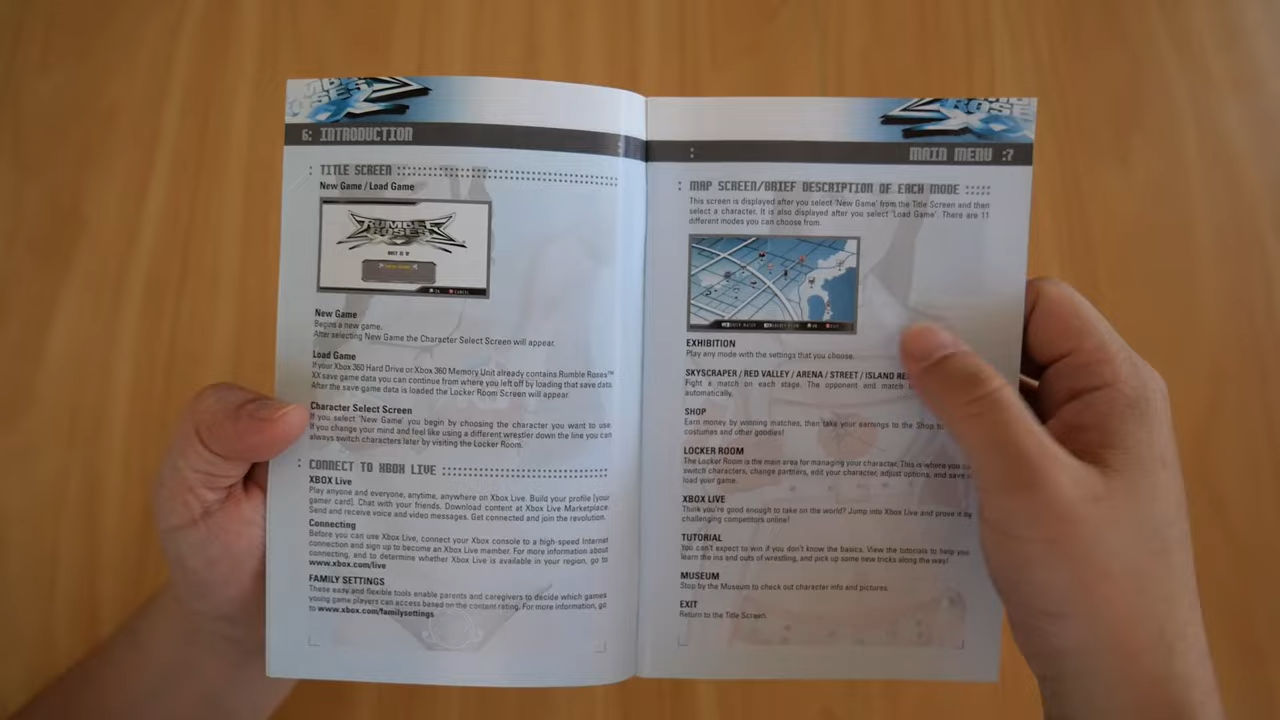 6: INTRODUCTION
: TITLE SCREEN
New Game / Load Game
RUMBLE
ROSES
New Game
Begins a new game.
After selecting New Game the Character Select Screen will appear.
Load Game
If your Xbox 360 Hard Drive or Xbox 360 Memory Unit already contains Rumble Roses™
XX save game data you can continue from where you left off by loading that save data.
After the save game data is loaded the Locker Room Screen will appear.
Character Select Screen
If you select 'New Game' you begin by choosing the character you want to use.
If you change your mind and feel like using a different wrestler down the line you can
always switch characters later by visiting the Locker Room.
: CONNECT TO XBOX LIVE
XBOX Live
Play anyone and everyone, anytime, anywhere on Xbox Live. Build your profile (your
gamer card). Chat with your friends. Download content at Xbox Live Marketplace.
Send and receive voice and video messages. Get connected and join the revolution.
Connecting
Before you can use Xbox Live, connect your Xbox console to a high-speed Internet
connection and sign up to become an Xbox Live member. For more information about
connecting, and to determine whether Xbox Live is available in your region, go to
www.xbox.com/live
FAMILY SETTINGS
These easy and flexible tools enable parents and caregivers to decide which games
young game players can access based on the content rating. For more information, go
to www.xbox.com/familysettings
: MAIN MENU :7
: MAP SCREEN/BRIEF DESCRIPTION OF EACH MODE
This screen is displayed after you select 'New Game' from the Title Screen and then
select a character. It is also displayed after you select 'Load Game'. There are 11
different modes you can choose from.
EXHIBITION
Play any mode with the settings that you choose.
SKYSCRAPER / RED VALLEY / ARENA / STREET / ISLAND RE
Fight a match on each stage. The opponent and match
automatically.
SHOP
Earn money by winning matches, then take your earnings to the Shop to
costumes and other goodies!
LOCKER ROOM
The Locker Room is the main area for managing your character. This is where you
switch characters, change partners, edit your character, adjust options, and save
load your game.
XBOX LIVE
Think you're good enough to take on the world? Jump into Xbox Live and prove it by
challenging competitors online!
TUTORIAL
You can't expect to win if you don't know the basics. View the tutorials to help you
learn the ins and outs of wrestling, and pick up some new tricks along the way!
MUSEUM
Stop by the Museum to check out character info and pictures.
EXIT
Return to the Title Screen.